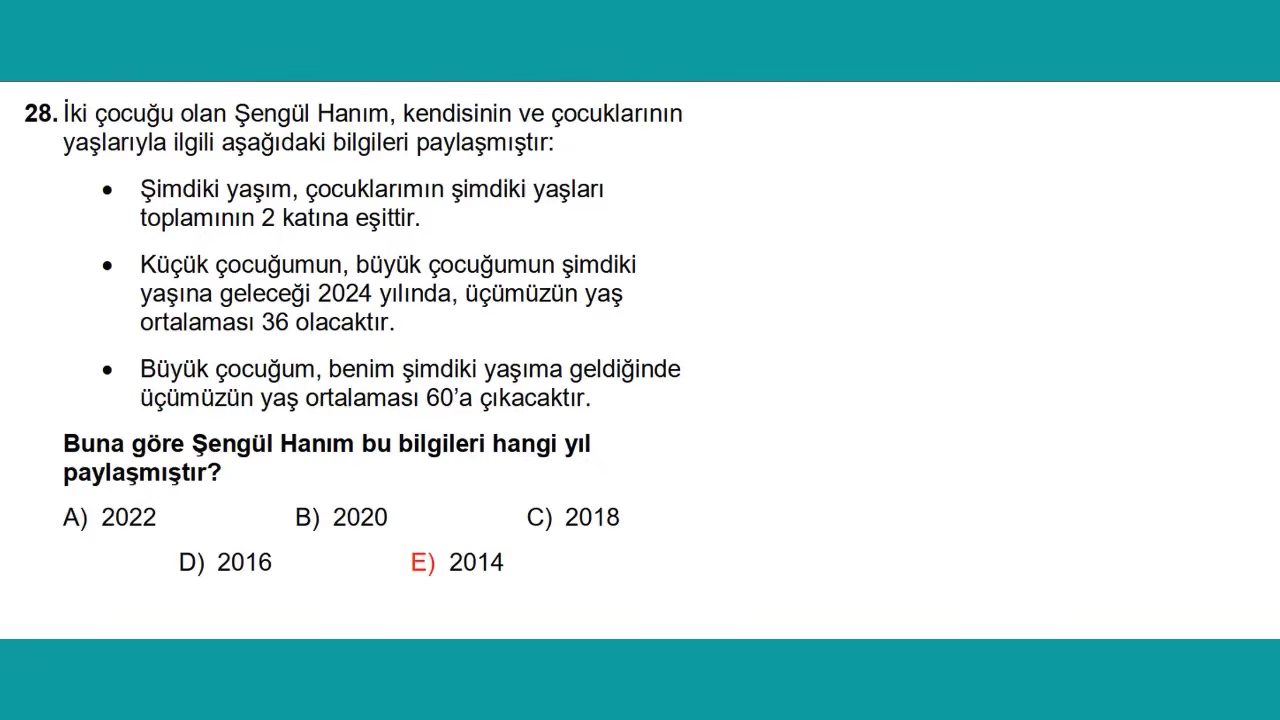 28. İki çocuğu olan Şengül Hanım, kendisinin ve çocuklarının
yaşlarıyla ilgili aşağıdaki bilgileri paylaşmıştır:
• Şimdiki yaşım, çocuklarımın şimdiki yaşları
toplamının 2 katına eşittir.
• Küçük çocuğumun, büyük çocuğumun şimdiki
yaşına geleceği 2024 yılında, üçümüzün yaş
ortalaması 36 olacaktır.
• Büyük çocuğum, benim şimdiki yaşıma geldiğinde
üçümüzün yaş ortalaması 60’a çıkacaktır.
Buna göre Şengül Hanım bu bilgileri hangi yıl
paylaşmıştır?
A) 2022 B) 2020 C) 2018
D) 2016 E) 2014